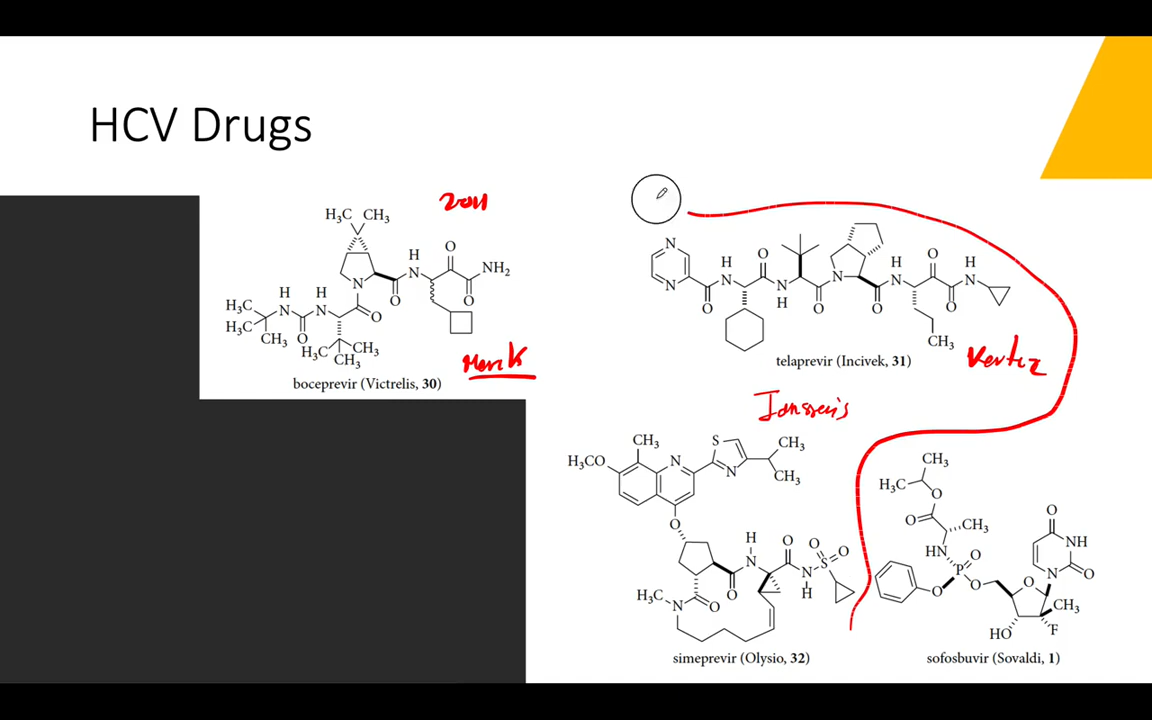 HCV Drugs
2011
H₃C CH₃
H O
N NH₂
N O O
H H
H₃C N N O
H₃C O
CH₃ H₃C CH₃
CH₃
Merck
boceprevir (Victrelis, 30)
N H O H O H
N N N N N
O N O O O
H
CH₃
telaprevir (Incivek, 31)
Vertex
Janssen's
CH₃ S CH₃
H₃CO N N CH₃
O
H O O O
N S
O N
H
H₃C N O
simeprevir (Olysio, 32)
CH₃
H₃C O
O CH₃ O
HN NH
P O
O O O N O
CH₃
HO F
sofosbuvir (Sovaldi, 1)